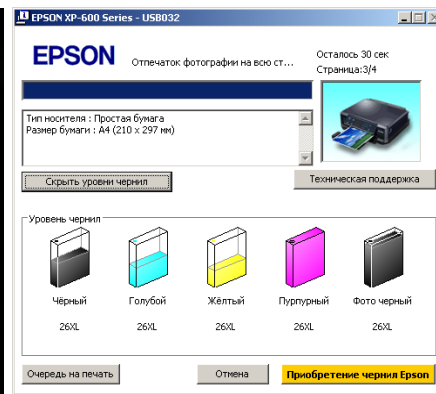 EPSON XP-600 Series - USB032
EPSON
Отпечаток фотографии на всю ст...
Осталось 30 сек
Страница:3/4
Тип носителя : Простая бумага
Размер бумаги : A4 (210 x 297 мм)
Скрыть уровни чернил
Техническая поддержка
Уровень чернил
Чёрный Голубой Жёлтый Пурпурный Фото черный
26XL 26XL 26XL 26XL 26XL
Очередь на печать Отмена Приобретение чернил Epson